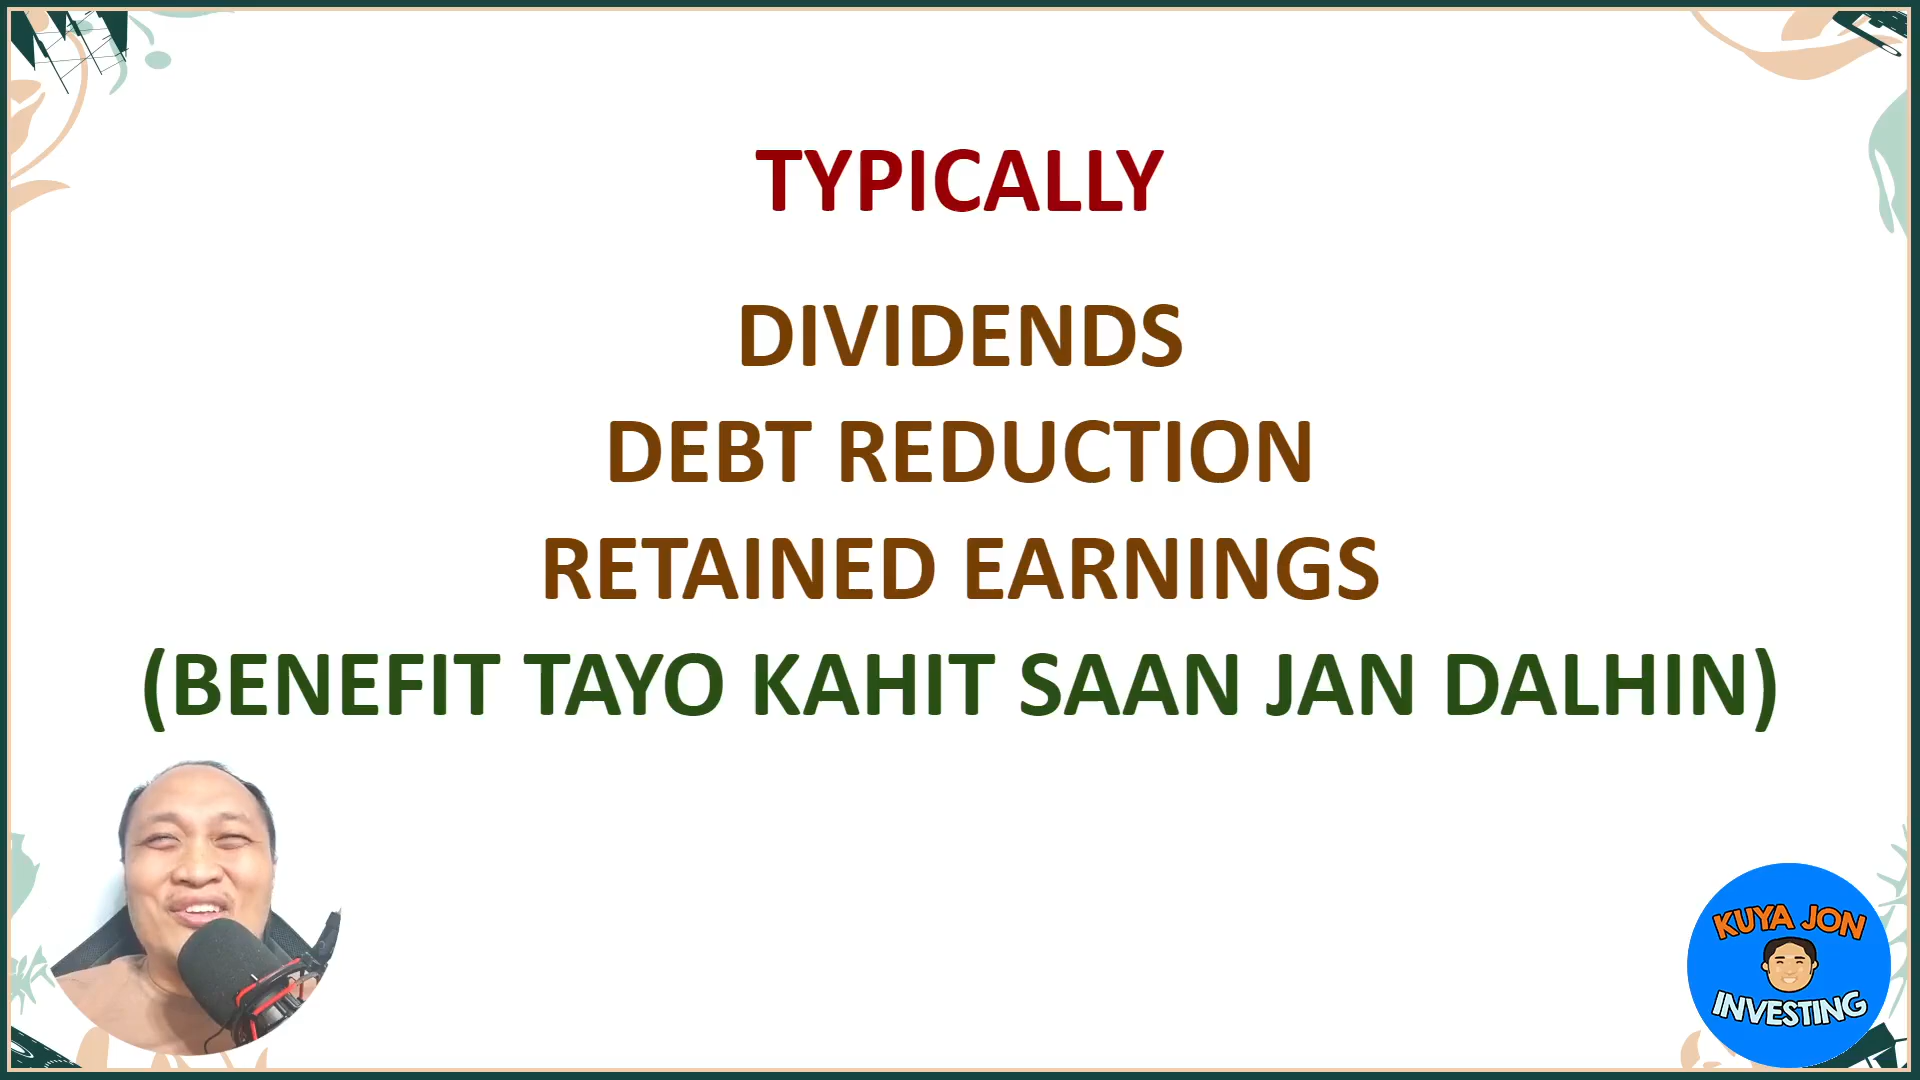 TYPICALLY
DIVIDENDS
DEBT REDUCTION
RETAINED EARNINGS
(BENEFIT TAYO KAHIT SAAN JAN DALHIN)
KUYA JON
INVESTING